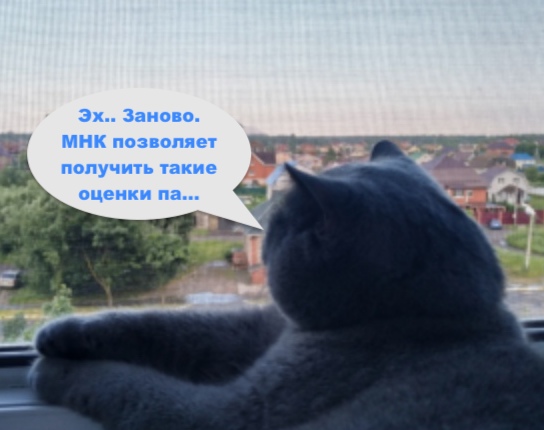 Эх.. Заново.
МНК позволяет
получить такие
оценки па...